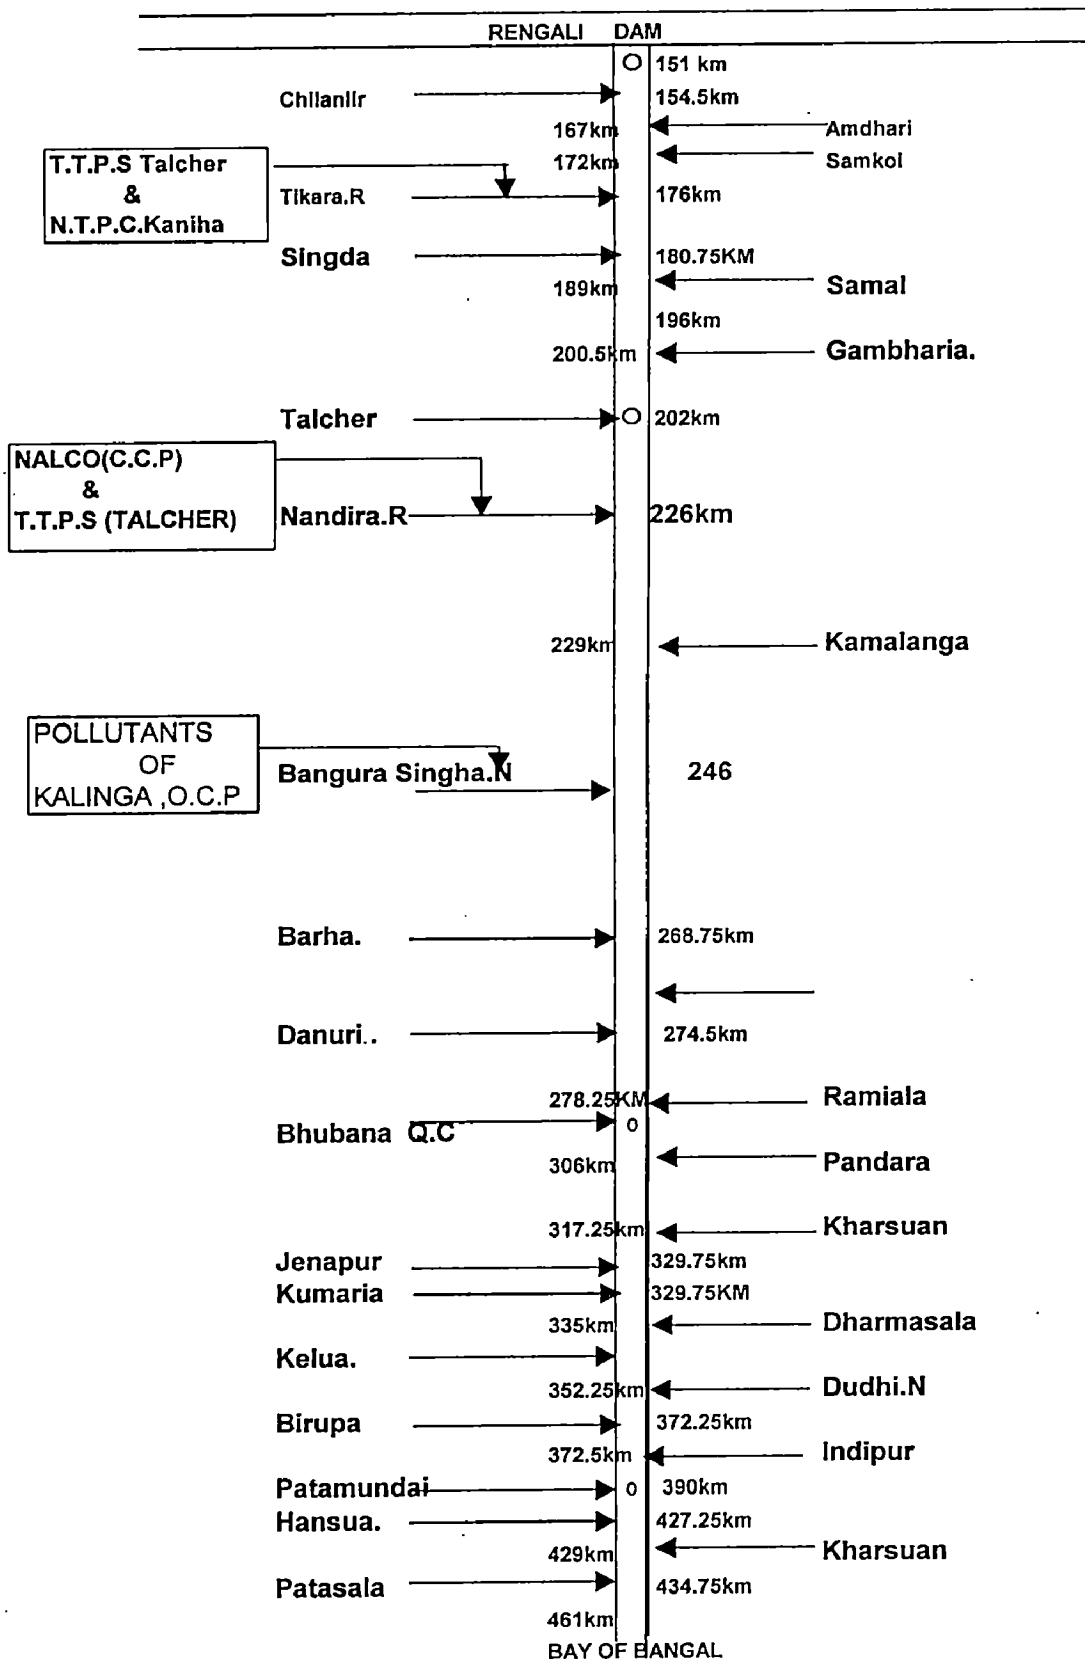 RENGALI DAM
151 km
Chilanlir 154.5km
167km Amdhari
T.T.P.S Talcher
&
N.T.P.C.Kaniha
172km Samkoi
Tikara.R 176km
Singda 180.75KM
189km Samal
196km
200.5km Gambharia.
Talcher 202km
NALCO(C.C.P)
&
T.T.P.S (TALCHER)
Nandira.R 226km
229km Kamalanga
POLLUTANTS
OF
KALINGA ,O.C.P
Bangura Singha.N 246
Barha. 268.75km
Danuri.. 274.5km
278.25KM Ramiala
Bhubana Q.C
306km Pandara
317.25km Kharsuan
Jenapur 329.75km
Kumaria 329.75KM
335km Dharmasala
Kelua.
352.25km Dudhi.N
Birupa 372.25km
372.5km Indipur
Patamundai 390km
Hansua. 427.25km
429km Kharsuan
Patasala 434.75km
461km
BAY OF BANGAL